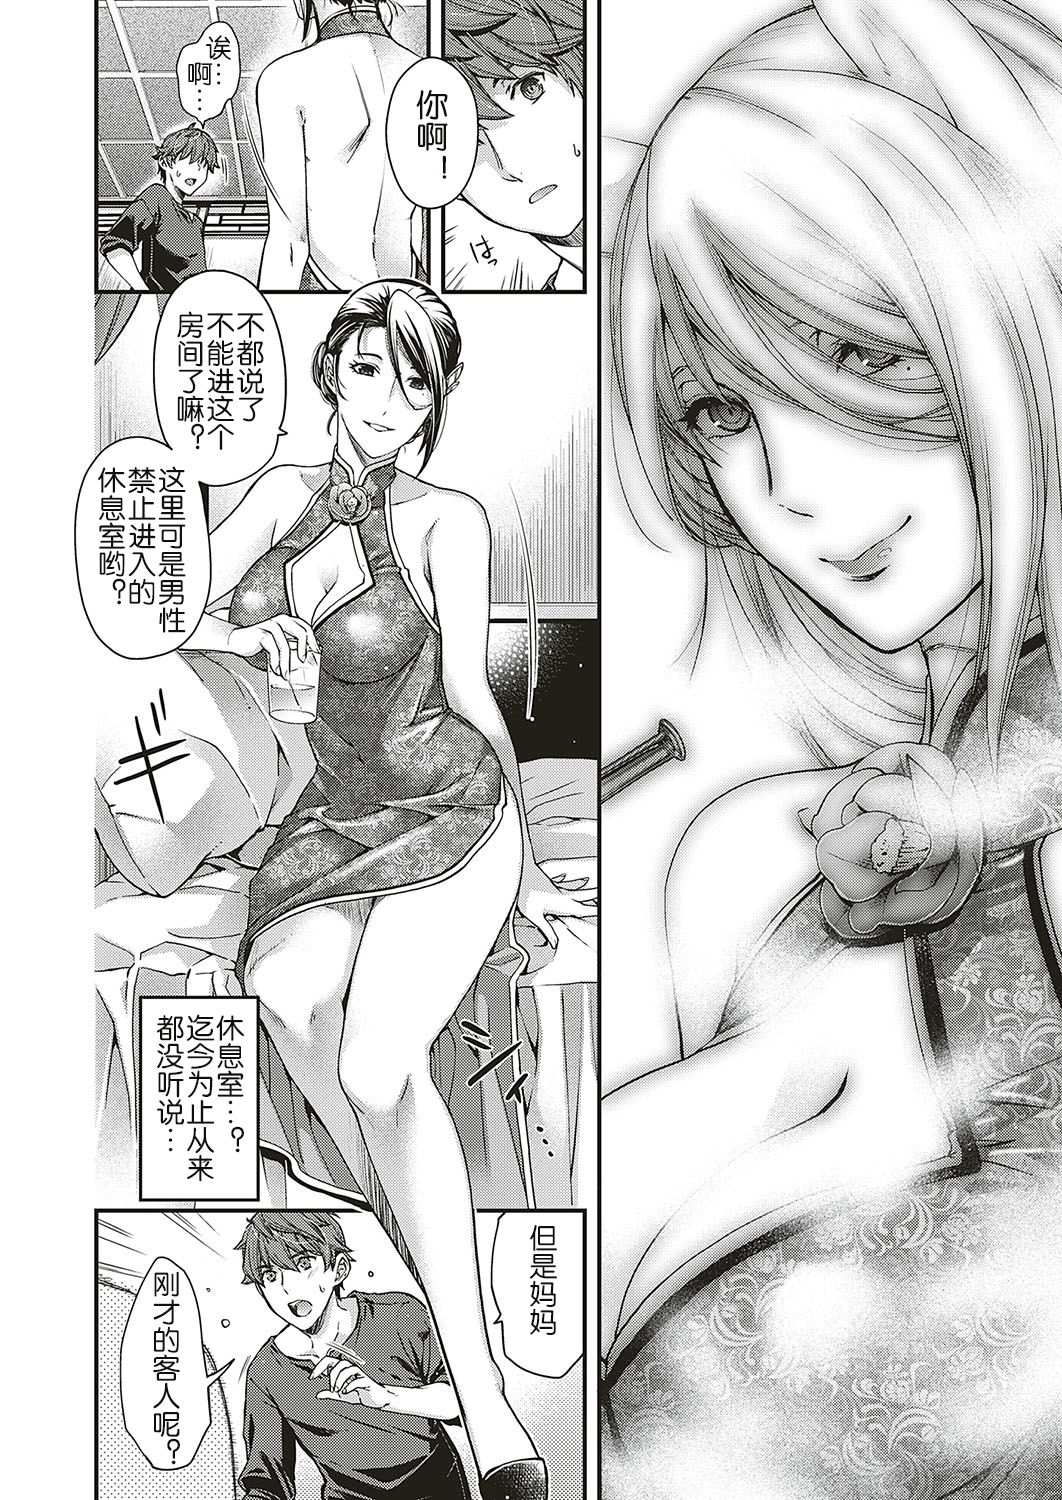 你啊！
はっ
诶…
啊…
不都说了
不能进这个
房间了嘛？
这里可是男性
禁止进入的
休息室哟？
ギシ
休息室…？
迄今为止从来
都没听说…
但是妈妈
刚才的客人呢？